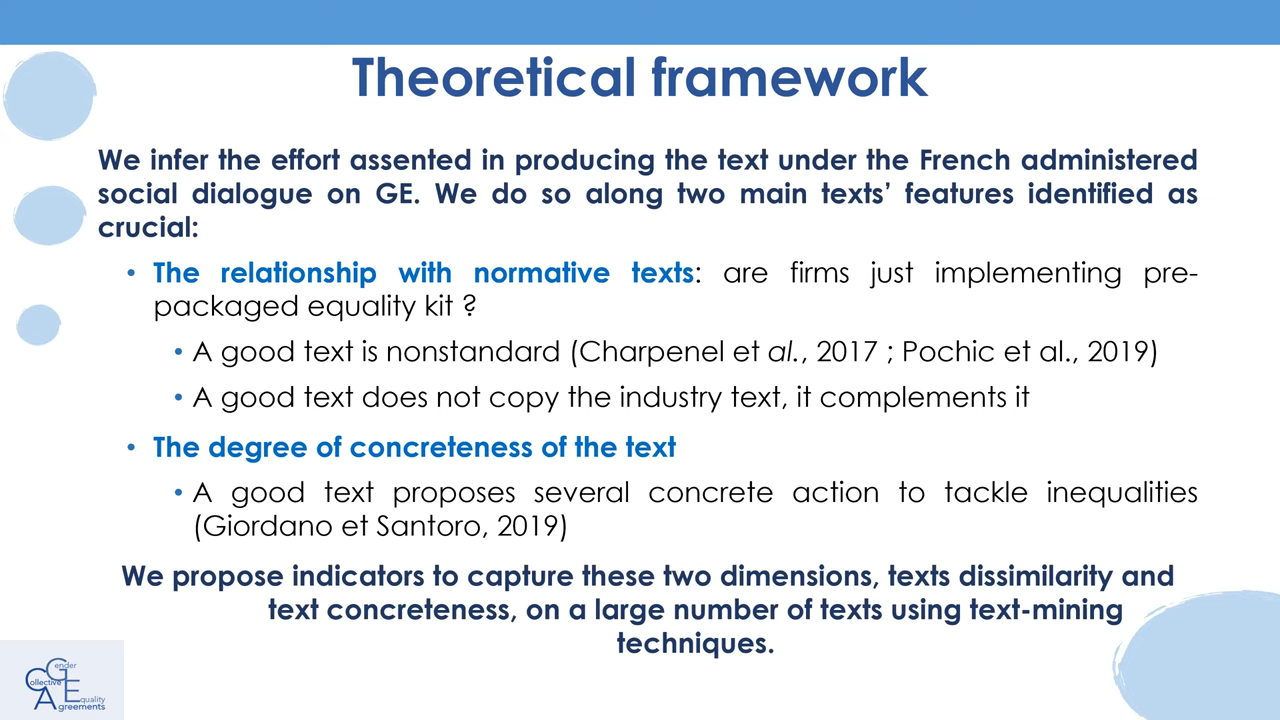 Theoretical framework
We infer the effort assented in producing the text under the French administered
social dialogue on GE. We do so along two main texts’ features identified as
crucial:
• The relationship with normative texts: are firms just implementing pre-
packaged equality kit ?
• A good text is nonstandard (Charpenel et al., 2017 ; Pochic et al., 2019)
• A good text does not copy the industry text, it complements it
• The degree of concreteness of the text
• A good text proposes several concrete action to tackle inequalities
(Giordano et Santoro, 2019)
We propose indicators to capture these two dimensions, texts dissimilarity and
text concreteness, on a large number of texts using text-mining
techniques.
Gender
Collective
Equality
Agreements